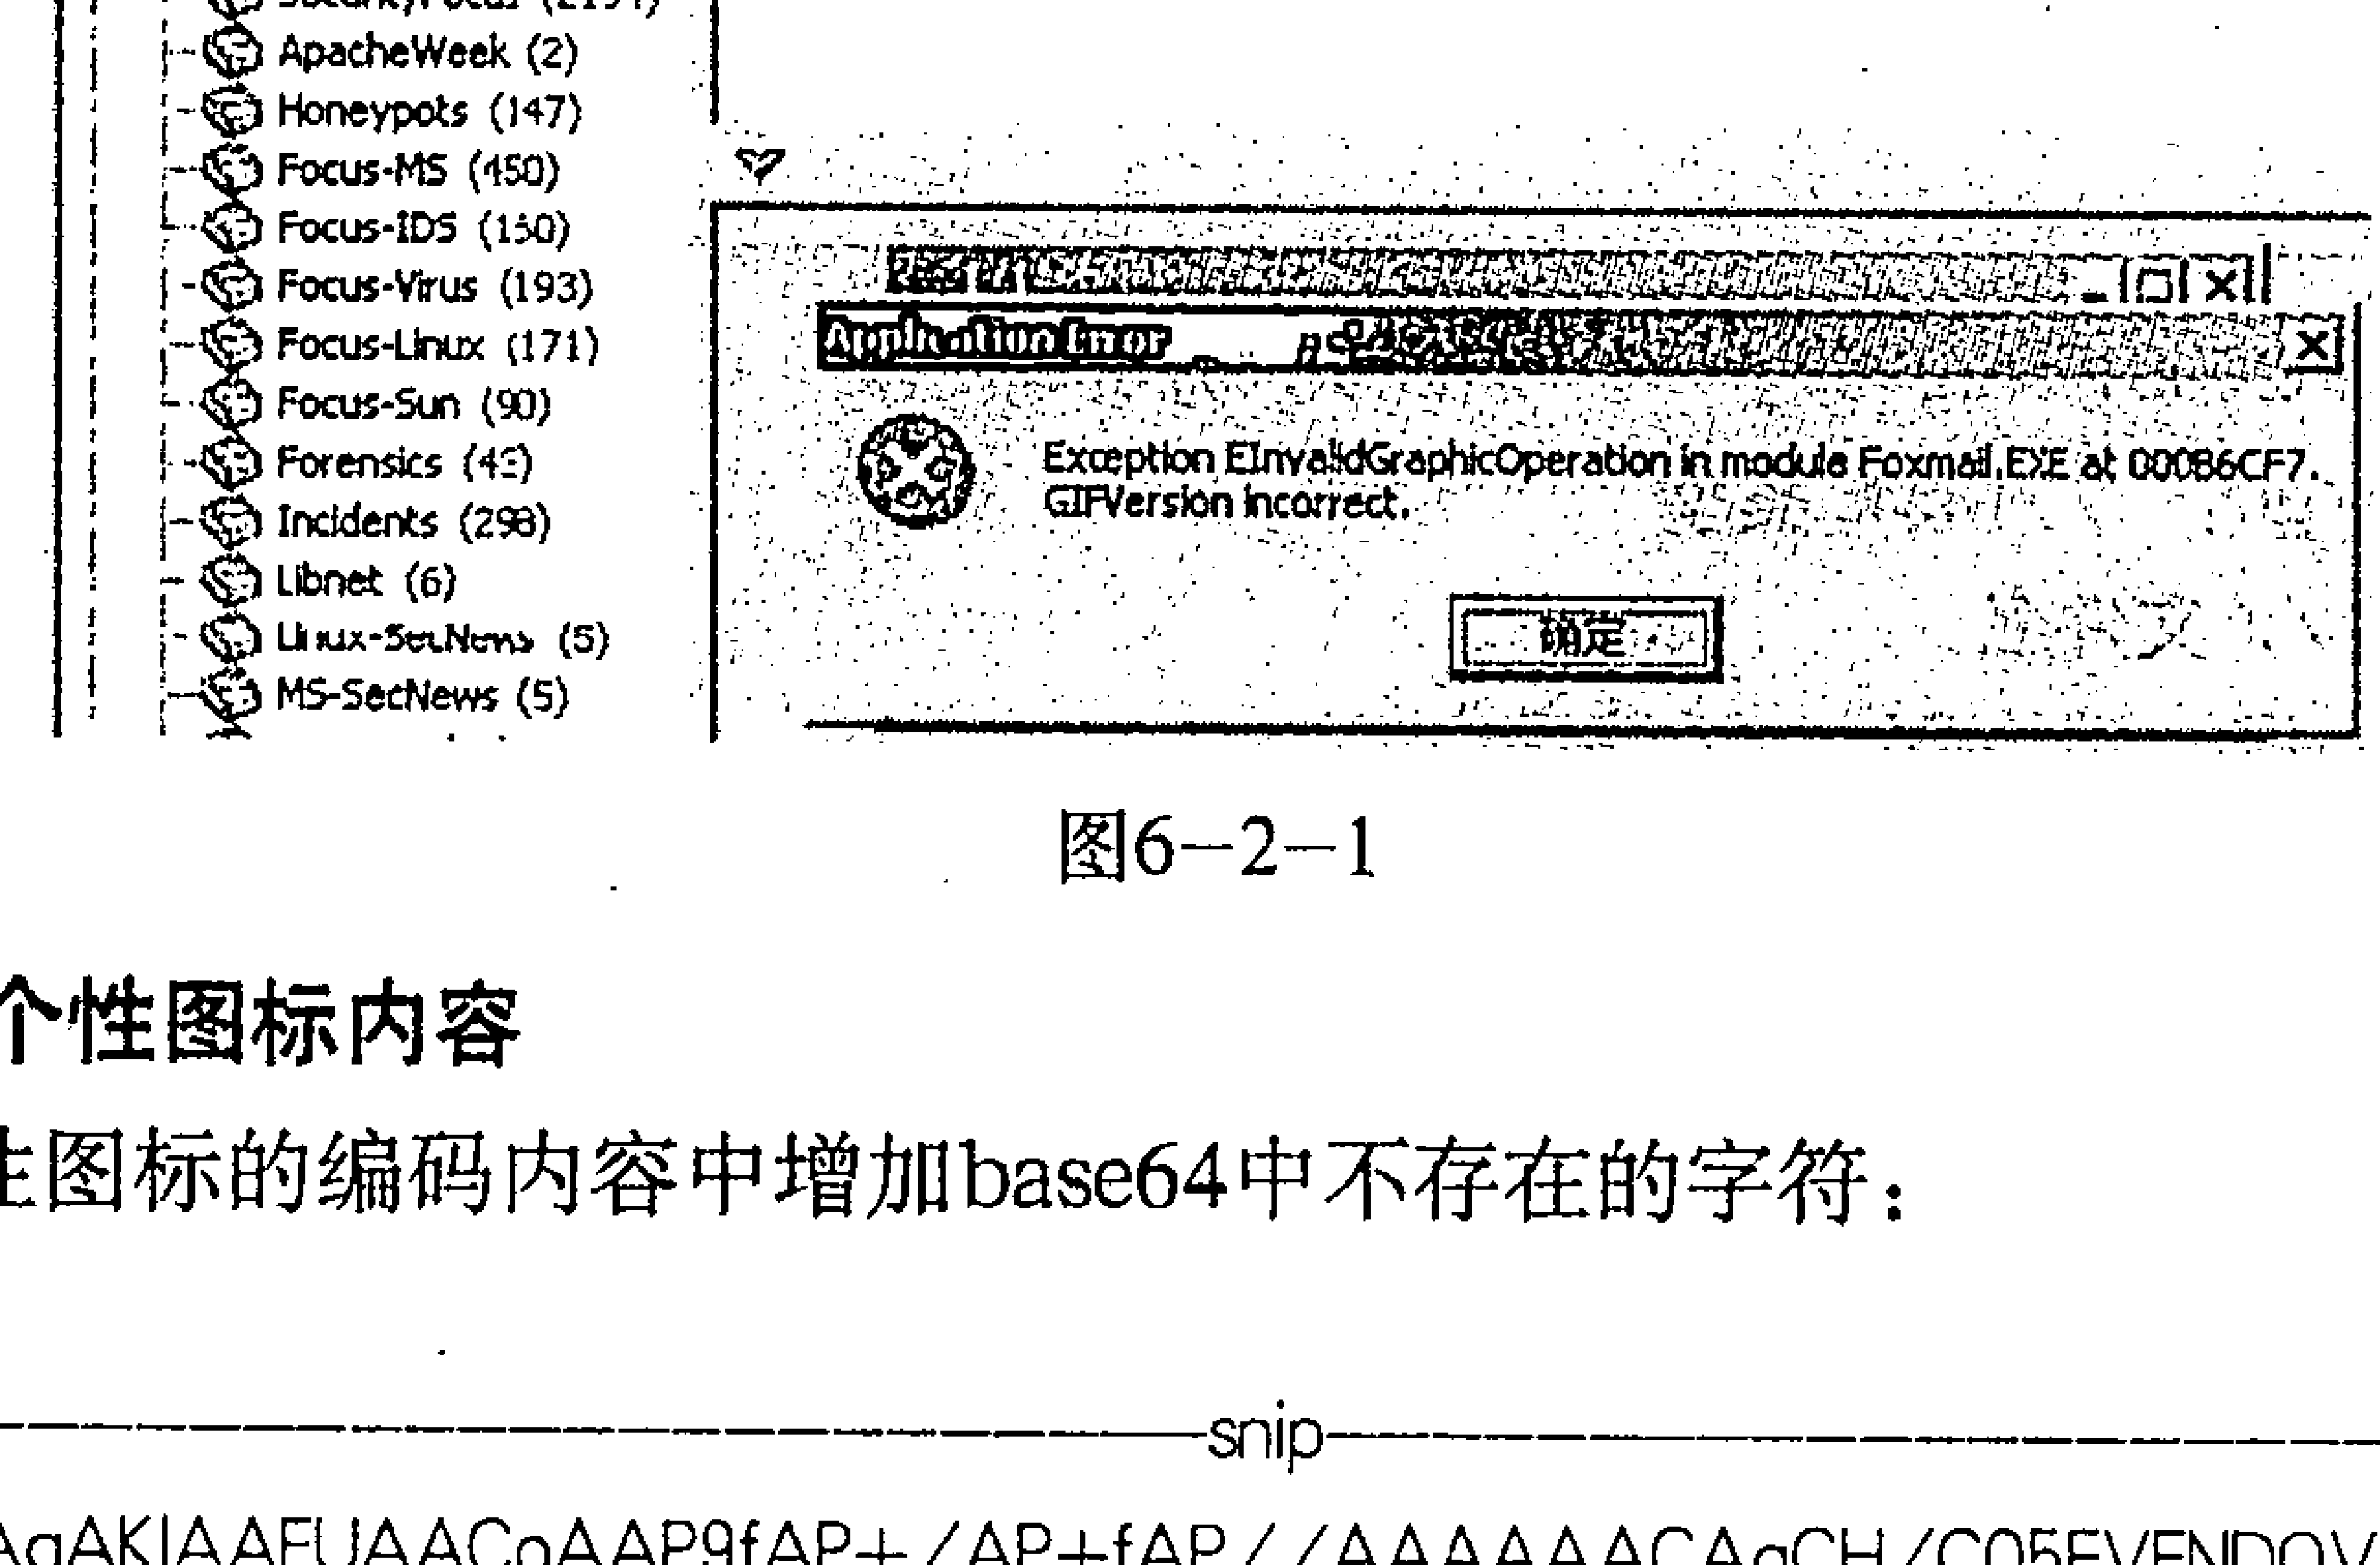 ApacheWeek (2)
Honeypots (147)
Focus-MS (450)
Focus-IDS (150)
Focus-Virus (193)
Focus-Linux (171)
Focus-Sun (90)
Forensics
Incidents (298)
Libnet (6)
Linux-SecNews (5)
MS-SecNews (5)
Application Error
Exception EInvalidGraphicOperation in module Foxmail.EXE at 000B6CF7.
GIFVersion incorrect.
确定
图6－2－1
个性图标内容
性图标的编码内容中增加base64中不存在的字符：
snip